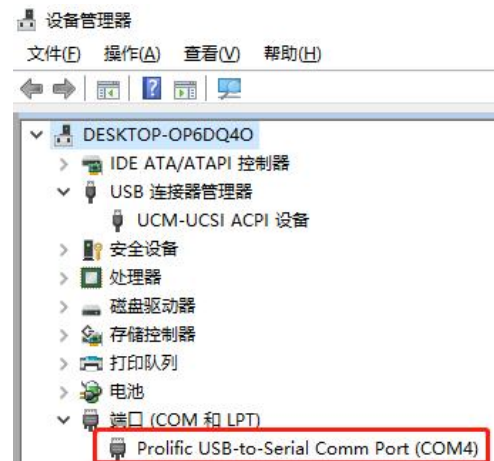 设备管理器
文件(F) 操作(A) 查看(V) 帮助(H)
DESKTOP-OP6DQ4O
IDE ATA/ATAPI 控制器
USB 连接器管理器
UCM-UCSI ACPI 设备
安全设备
处理器
磁盘驱动器
存储控制器
打印队列
电池
端口 (COM 和 LPT)
Prolific USB-to-Serial Comm Port (COM4)